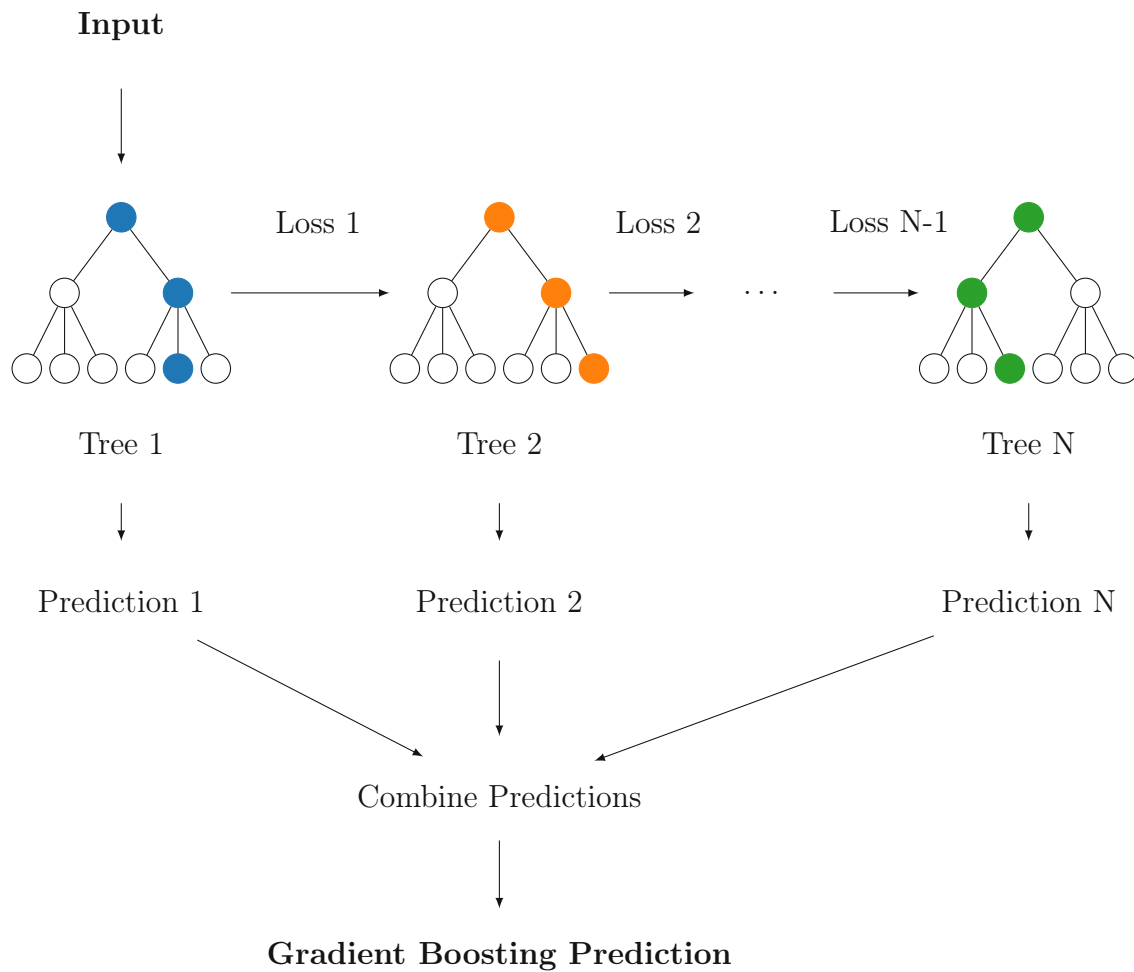 Input
Loss 1
Loss 2
Loss N-1
···
Tree 1
Tree 2
Tree N
Prediction 1
Prediction 2
Prediction N
Combine Predictions
Gradient Boosting Prediction